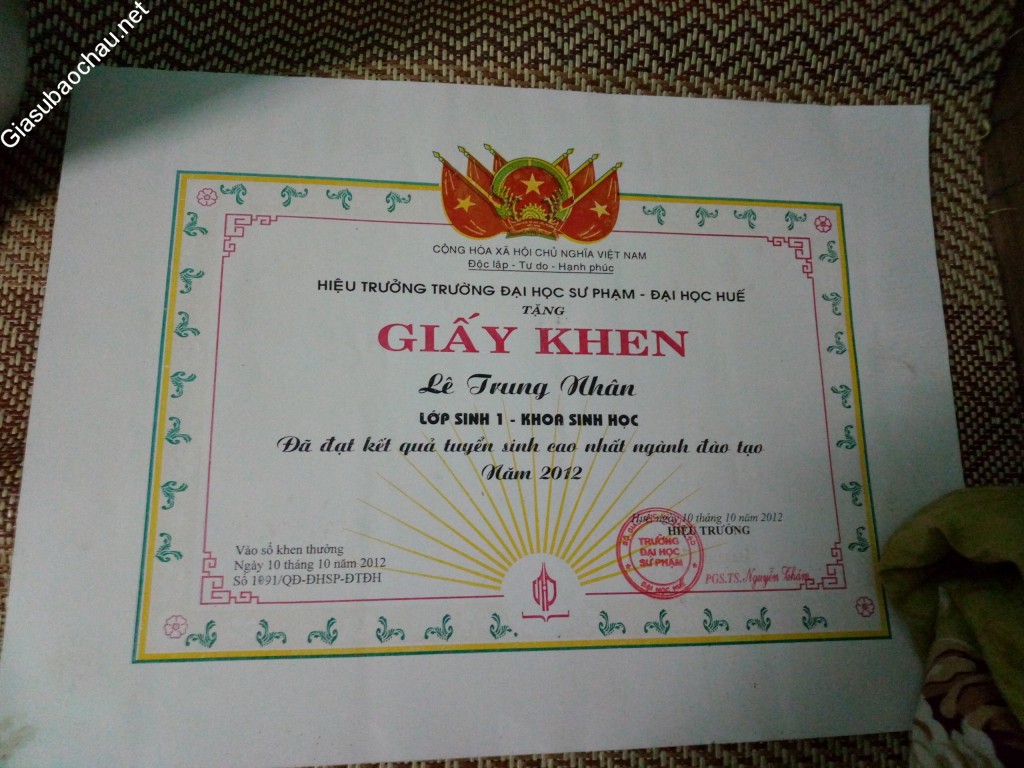 Giasubaochau.net
CỘNG HÒA XÃ HỘI CHỦ NGHĨA VIỆT NAM
Độc lập - Tự do - Hạnh phúc
HIỆU TRƯỞNG TRƯỜNG ĐẠI HỌC SƯ PHẠM - ĐẠI HỌC HUẾ
TẶNG
GIẤY KHEN
Lê Trung Nhân
LỚP SINH 1 - KHOA SINH HỌC
Đã đạt kết quả tuyển sinh cao nhất ngành đào tạo
Năm 2012
Huế, ngày 10 tháng 10 năm 2012
HIỆU TRƯỞNG
TRƯỜNG
ĐẠI HỌC
SƯ PHẠM
ĐẠI HỌC HUẾ
PGS.TS. Nguyễn Thám
Vào sổ khen thưởng
Ngày 10 tháng 10 năm 2012
Số /QĐ-ĐHSP-ĐTĐH